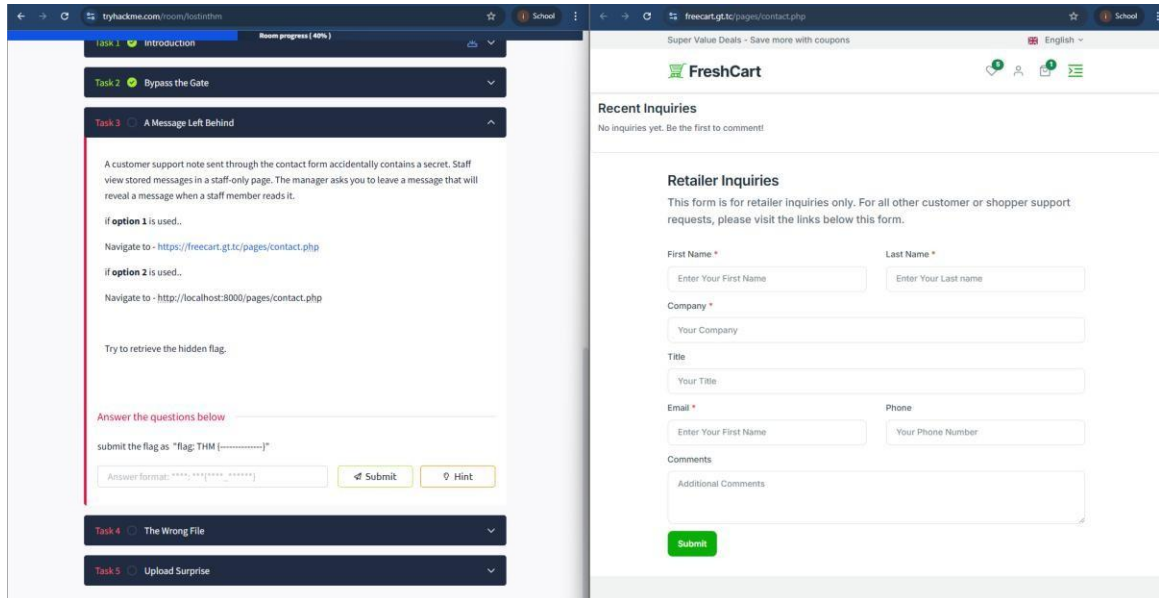 tryhackme.com/room/lostinthm
School
Room progress ( 40% )
Task 1 Introduction
Task 2 Bypass the Gate
Task 3 A Message Left Behind
A customer support note sent through the contact form accidentally contains a secret. Staff
view stored messages in a staff-only page. The manager asks you to leave a message that will
reveal a message when a staff member reads it.
if option 1 is used..
Navigate to - https://freecart.gt.tc/pages/contact.php
if option 2 is used..
Navigate to - http://localhost:8000/pages/contact.php
Try to retrieve the hidden flag.
Answer the questions below
submit the flag as "flag: THM {--------------}"
Answer format: ****: ***{****_******}
Submit
Hint
Task 4 The Wrong File
Task 5 Upload Surprise
freecart.gt.tc/pages/contact.php
School
Super Value Deals - Save more with coupons
English
FreshCart
5
1
Recent Inquiries
No inquiries yet. Be the first to comment!
Retailer Inquiries
This form is for retailer inquiries only. For all other customer or shopper support
requests, please visit the links below this form.
First Name * Last Name *
Enter Your First Name Enter Your Last name
Company *
Your Company
Title
Your Title
Email * Phone
Enter Your First Name Your Phone Number
Comments
Additional Comments
Submit